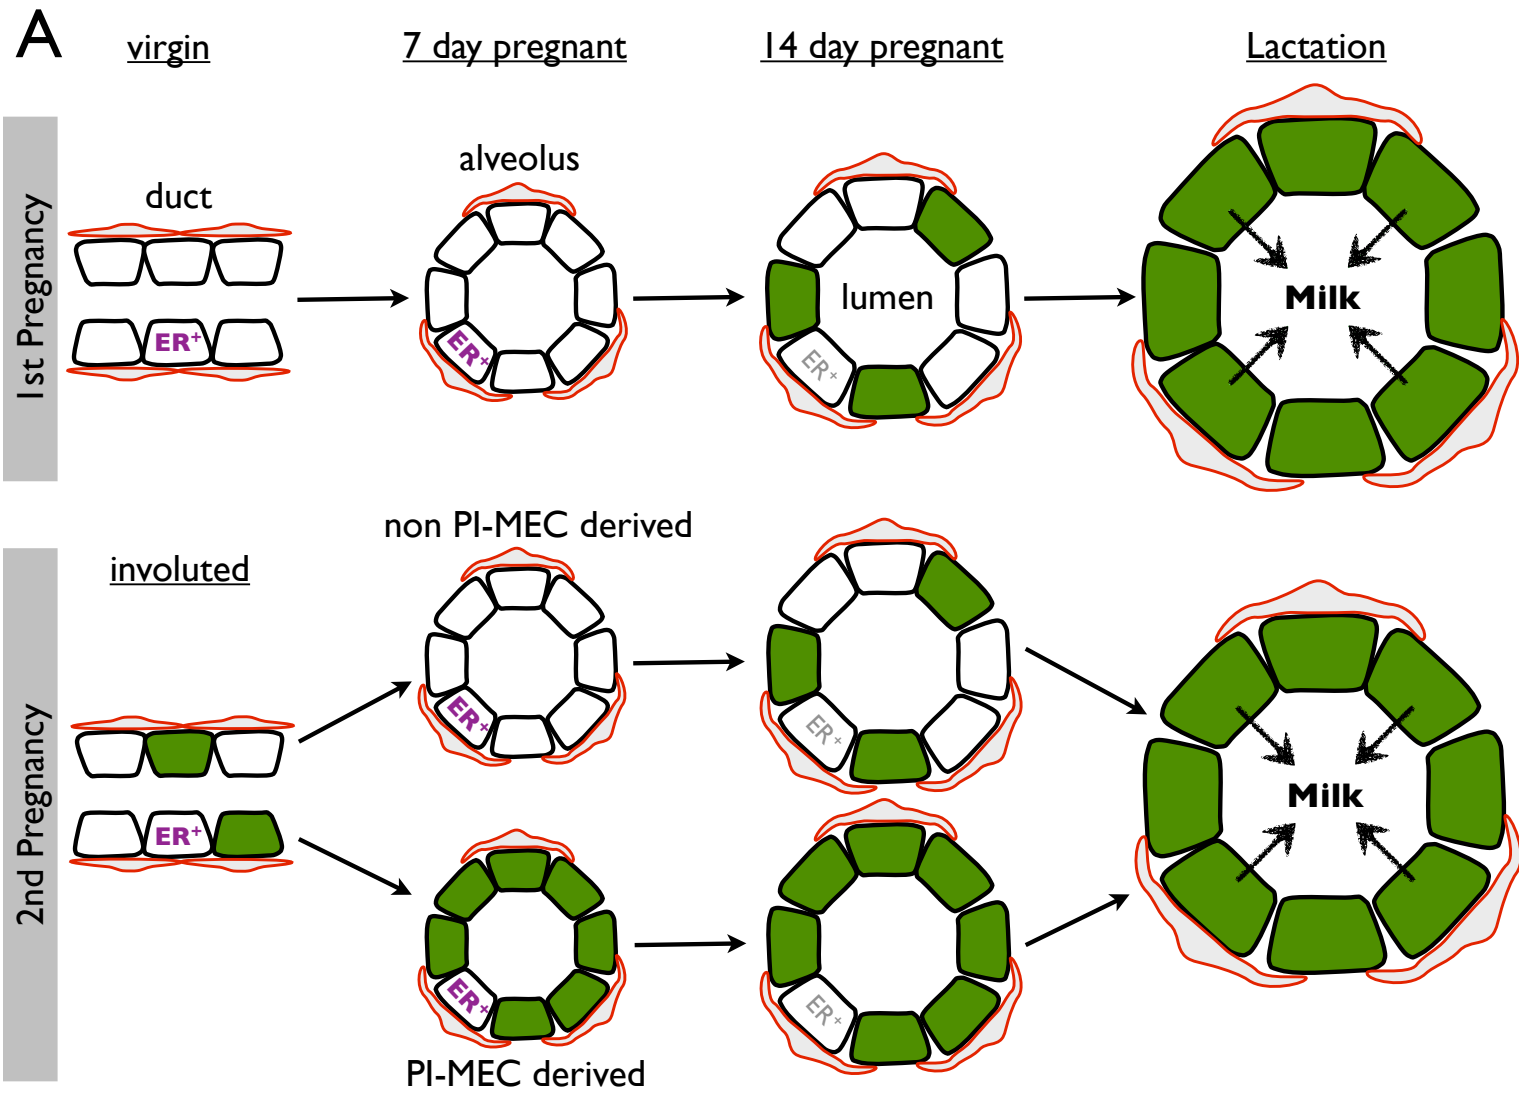 A
virgin
7 day pregnant
14 day pregnant
Lactation
1st Pregnancy
duct
ER+
alveolus
ER+
lumen
ER+
Milk
2nd Pregnancy
involuted
ER+
non PI-MEC derived
ER+
ER+
ER+
PI-MEC derived
ER+
Milk